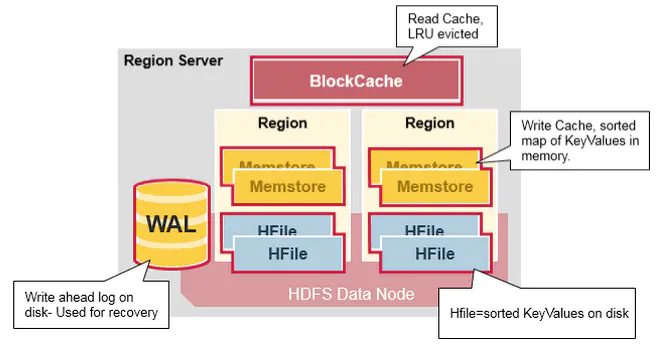 Read Cache,
LRU evicted
Region Server
BlockCache
Region
Region
Write Cache, sorted
map of KeyValues in
memory.
Memstore
Memstore
Memstore
Memstore
WAL
HFile
HFile
HFile
HFile
HDFS Data Node
Write ahead log on
disk- Used for recovery
Hfile=sorted KeyValues on disk